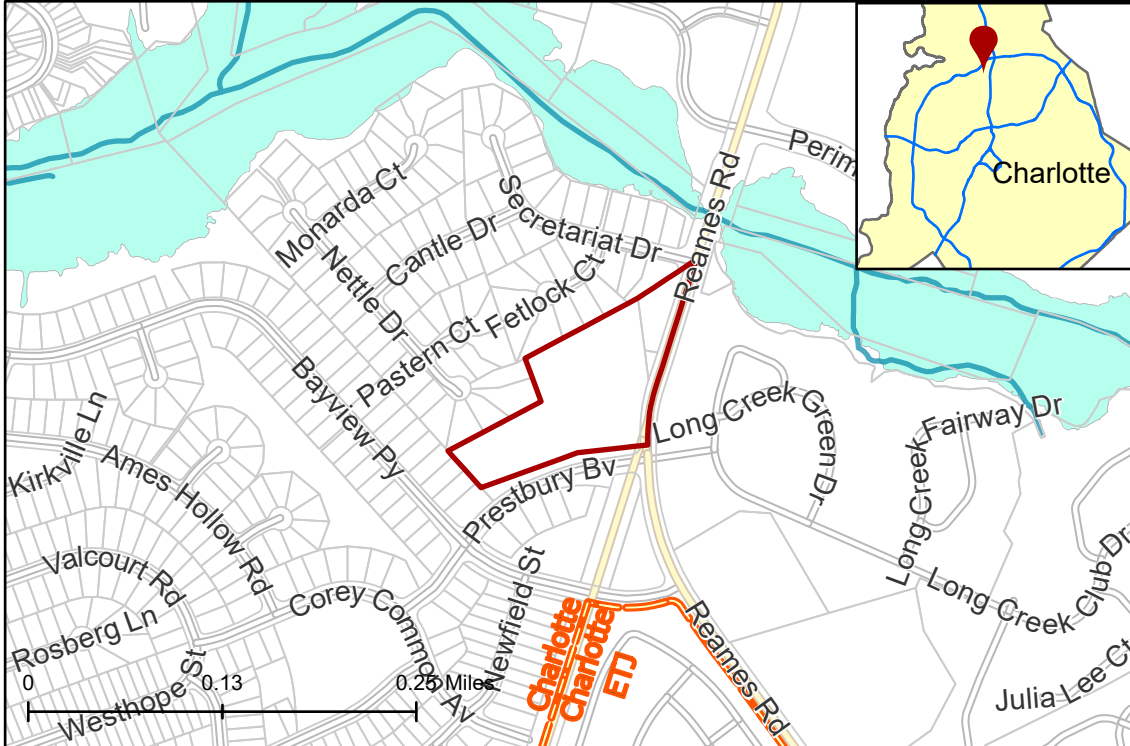 Perim
Charlotte
Reames Rd
Monarda Ct
Secretariat Dr
Cantle Dr
Nettle Dr
Fetlock Ct
Pastern Ct
Bayview Py
Long Creek Green Dr
Long Creek Fairway Dr
Kirkville Ln
Ames Hollow Rd
Prestbury Bv
Valcourt Rd
Newfield St
Corey Common Av
Long Creek Club Dr
Rosberg Ln
Westhope St
Charlotte
Charlotte
ETJ
Reames Rd
Julia Lee Ct
0
0.13
0.25 Miles